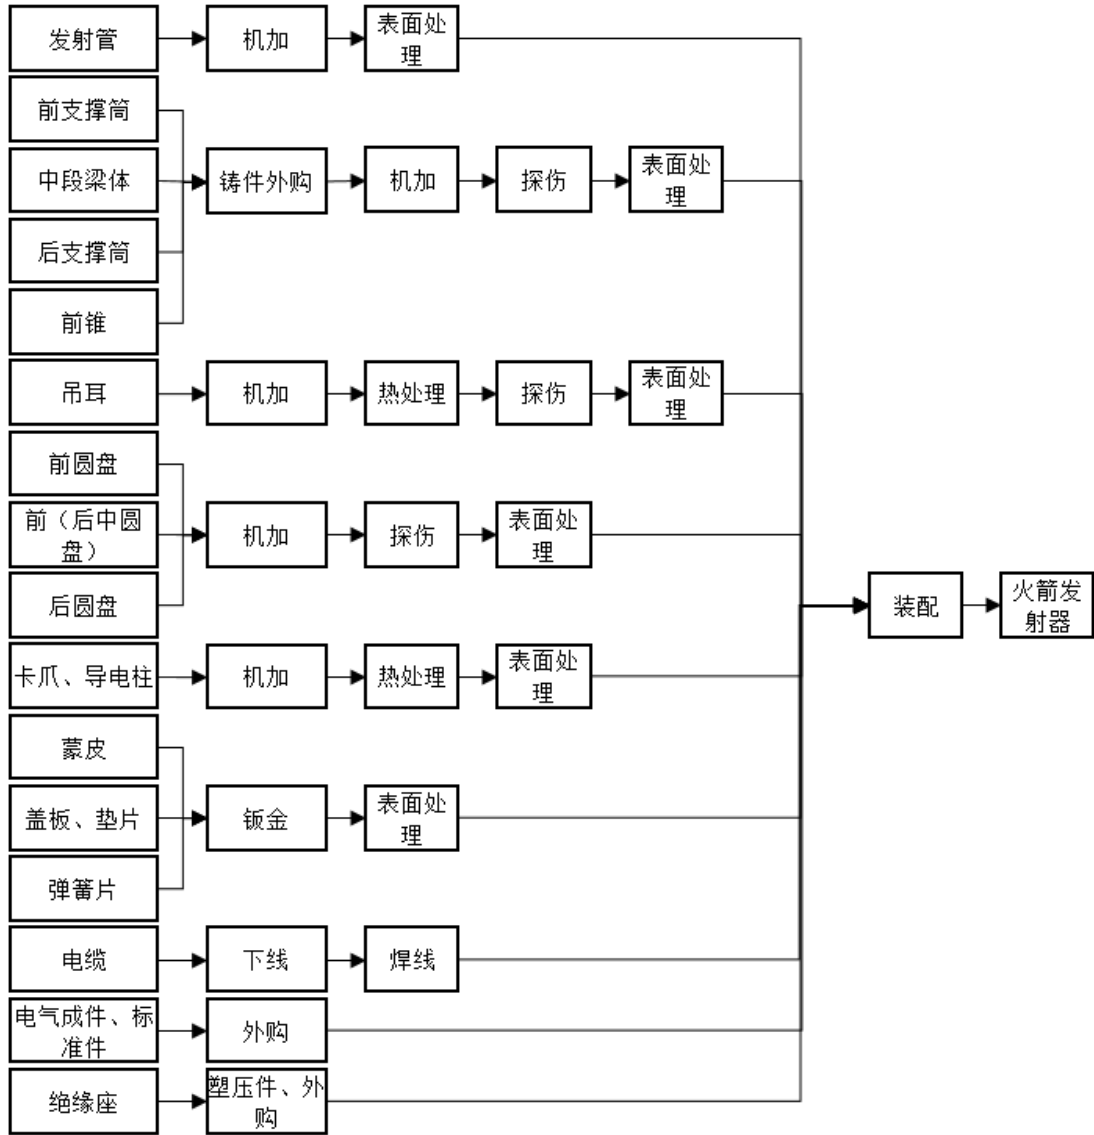 发射管
机加
表面处
理
前支撑筒
中段梁体
后支撑筒
前锥
铸件外购
机加
探伤
表面处
理
吊耳
机加
热处理
探伤
表面处
理
前圆盘
前（后中圆
盘）
后圆盘
机加
探伤
表面处
理
卡爪、导电柱
机加
热处理
表面处
理
蒙皮
盖板、垫片
弹簧片
钣金
表面处
理
电缆
下线
焊线
电气成件、标
准件
外购
绝缘座
塑压件、外
购
装配
火箭发
射器